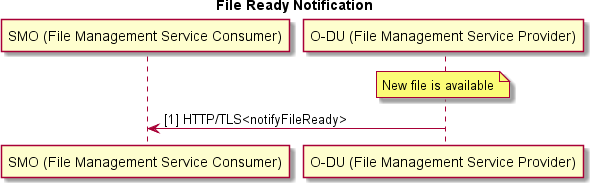 File Ready Notification
SMO (File Management Service Consumer)
O-DU (File Management Service Provider)
New file is available
[1] HTTP/TLS<notifyFileReady>
SMO (File Management Service Consumer)
O-DU (File Management Service Provider)